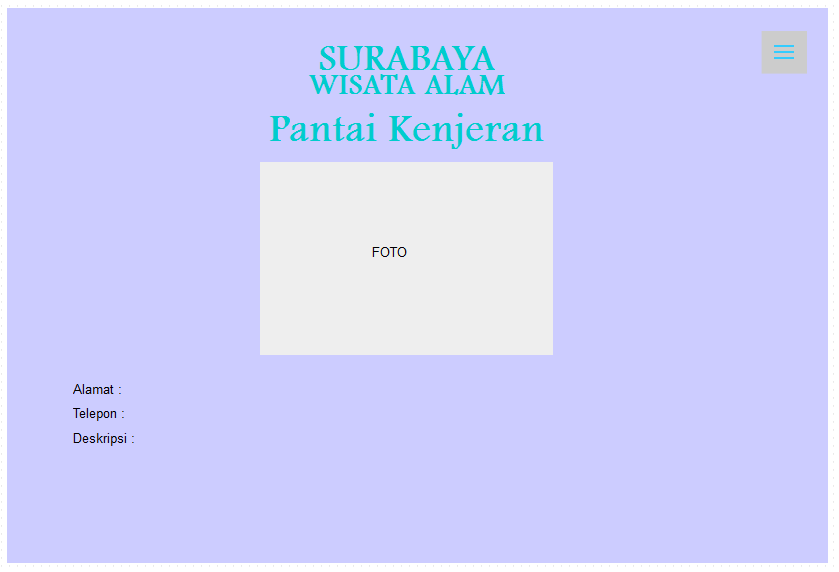 SURABAYA
WISATA ALAM
Pantai Kenjeran
FOTO
Alamat :
Telepon :
Deskripsi :